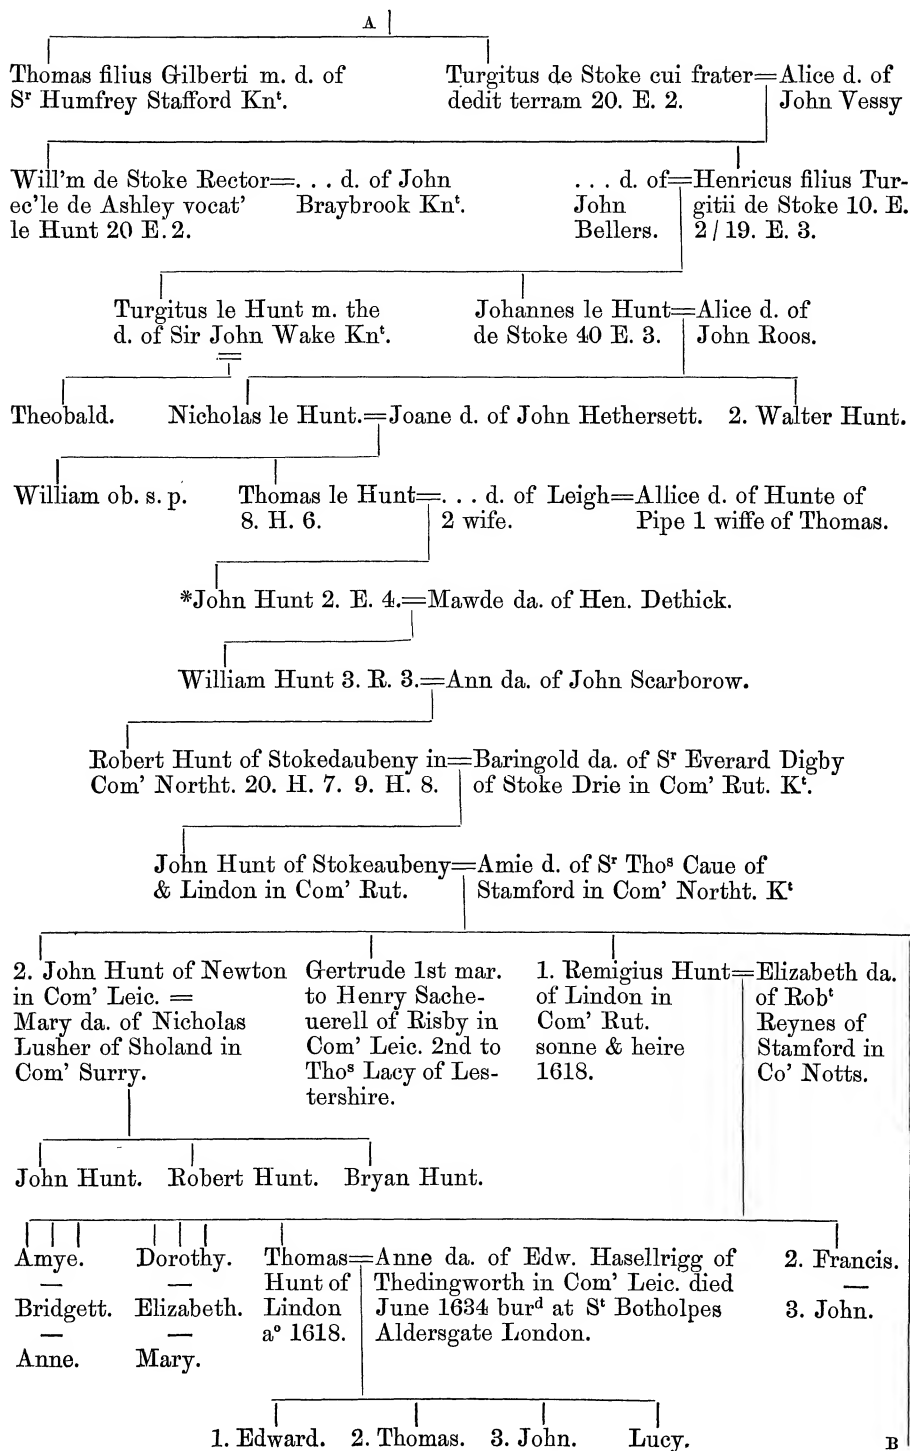 A
Thomas filius Gilberti m. d. of
Sʳ Humfrey Stafford Knᵗ.
Turgitus de Stoke cui frater=Alice d. of
dedit terram 20. E. 2. John Vessy
Will'm de Stoke Rector=. . . d. of John
ec'le de Ashley vocat' Braybrook Knᵗ.
le Hunt 20 E. 2.
. . . d. of=Henricus filius Tur-
John gitii de Stoke 10. E.
Bellers. 2 / 19. E. 3.
Turgitus le Hunt m. the
d. of Sir John Wake Knᵗ.
Johannes le Hunt=Alice d. of
de Stoke 40 E. 3. John Roos.
Theobald. Nicholas le Hunt.=Joane d. of John Hethersett. 2. Walter Hunt.
William ob. s. p. Thomas le Hunt=. . . d. of Leigh=Allice d. of Hunte of
8. H. 6. 2 wife. Pipe 1 wiffe of Thomas.
*John Hunt 2. E. 4.=Mawde da. of Hen. Dethick.
William Hunt 3. R. 3.=Ann da. of John Scarborow.
Robert Hunt of Stokedaubeny in=Baringold da. of Sʳ Everard Digby
Com' Northt. 20. H. 7. 9. H. 8. of Stoke Drie in Com' Rut. Kᵗ.
John Hunt of Stokeaubeny=Amie d. of Sʳ Thoˢ Caue of
& Lindon in Com' Rut. Stamford in Com' Northt. Kᵗ
2. John Hunt of Newton
in Com' Leic. =
Mary da. of Nicholas
Lusher of Sholand in
Com' Surry.
Gertrude 1st mar.
to Henry Sache-
uerell of Risby in
Com' Leic. 2nd to
Thoˢ Lacy of Les-
tershire.
1. Remigius Hunt=Elizabeth da.
of Lindon in of Robᵗ
Com' Rut. Reynes of
sonne & heire Stamford in
1618. Co' Notts.
John Hunt. Robert Hunt. Bryan Hunt.
Amye.
—
Bridgett.
—
Anne.
Dorothy.
—
Elizabeth.
—
Mary.
Thomas=Anne da. of Edw. Hasellrigg of
Hunt of Thedingworth in Com' Leic. died
Lindon June 1634 burᵈ at Sᵗ Botholpes
aᵒ 1618. Aldersgate London.
2. Francis.
—
3. John.
1. Edward. 2. Thomas. 3. John. Lucy.
B